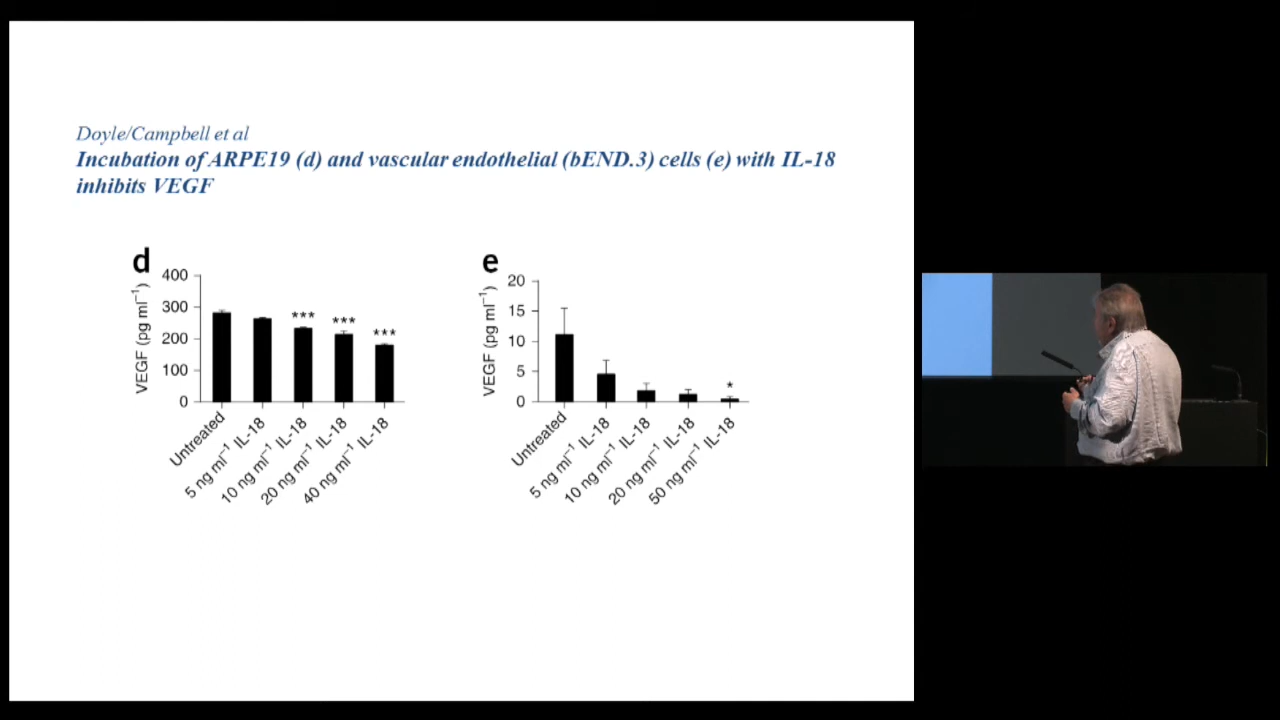 Doyle/Campbell et al
Incubation of ARPE19 (d) and vascular endothelial (bEND.3) cells (e) with IL-18
inhibits VEGF
d
VEGF (pg ml⁻¹)
400
300
200
100
0
***
***
***
Untreated
5 ng ml⁻¹ IL-18
10 ng ml⁻¹ IL-18
20 ng ml⁻¹ IL-18
40 ng ml⁻¹ IL-18
e
VEGF (pg ml⁻¹)
20
15
10
5
0
*
Untreated
5 ng ml⁻¹ IL-18
10 ng ml⁻¹ IL-18
20 ng ml⁻¹ IL-18
50 ng ml⁻¹ IL-18